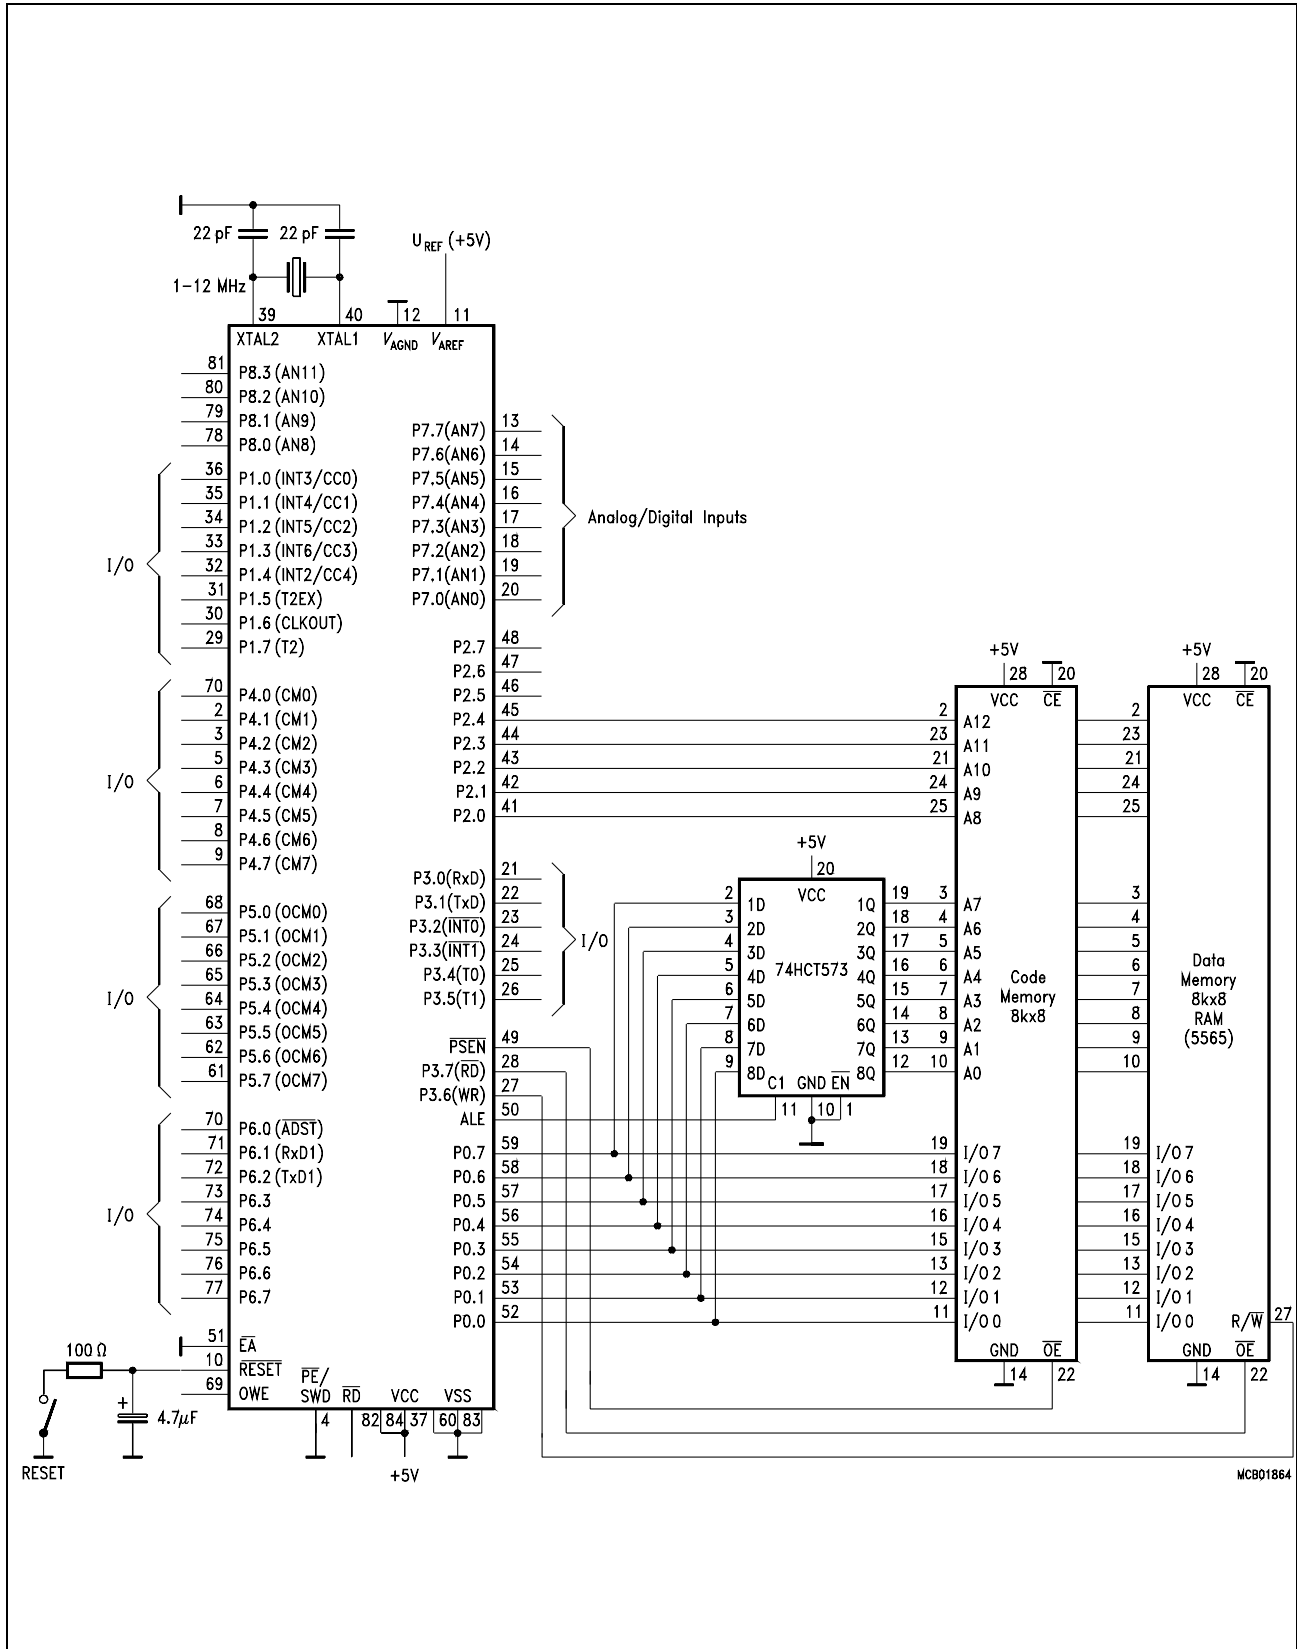 22 pF
22 pF
U REF (+5V)
1-12 MHz
39
40
12
11
XTAL2
XTAL1
VAGND
VAREF
81
P8.3 (AN11)
80
P8.2 (AN10)
79
P8.1 (AN9)
78
P8.0 (AN8)
I/O
36
P1.0 (INT3/CC0)
35
P1.1 (INT4/CC1)
34
P1.2 (INT5/CC2)
33
P1.3 (INT6/CC3)
32
P1.4 (INT2/CC4)
31
P1.5 (T2EX)
30
P1.6 (CLKOUT)
29
P1.7 (T2)
I/O
70
P4.0 (CM0)
2
P4.1 (CM1)
3
P4.2 (CM2)
5
P4.3 (CM3)
6
P4.4 (CM4)
7
P4.5 (CM5)
8
P4.6 (CM6)
9
P4.7 (CM7)
I/O
68
P5.0 (OCM0)
67
P5.1 (OCM1)
66
P5.2 (OCM2)
65
P5.3 (OCM3)
64
P5.4 (OCM4)
63
P5.5 (OCM5)
62
P5.6 (OCM6)
61
P5.7 (OCM7)
I/O
70
P6.0 (ADST)
71
P6.1 (RxD1)
72
P6.2 (TxD1)
73
P6.3
74
P6.4
75
P6.5
76
P6.6
77
P6.7
51
EA
10
RESET
69
OWE
100 Ω
+
4.7µF
RESET
PE/
SWD
RD
VCC
VSS
4
82
84
37
60
83
+5V
P7.7(AN7)
13
P7.6(AN6)
14
P7.5(AN5)
15
P7.4(AN4)
16
P7.3(AN3)
17
P7.2(AN2)
18
P7.1(AN1)
19
P7.0(AN0)
20
Analog/Digital Inputs
P2.7
48
P2.6
47
P2.5
46
P2.4
45
P2.3
44
P2.2
43
P2.1
42
P2.0
41
P3.0(RxD)
21
P3.1(TxD)
22
P3.2(INT0)
23
P3.3(INT1)
24
P3.4(T0)
25
P3.5(T1)
26
I/O
PSEN
49
P3.7(RD)
28
P3.6(WR)
27
ALE
50
P0.7
59
P0.6
58
P0.5
57
P0.4
56
P0.3
55
P0.2
54
P0.1
53
P0.0
52
+5V
20
VCC
2
1D
1Q
19
3
2D
2Q
18
4
3D
3Q
17
5
4D
4Q
16
6
5D
5Q
15
7
6D
6Q
14
8
7D
7Q
13
9
8D
8Q
12
74HCT573
C1
GND
EN
11
10
1
+5V
28
20
VCC
CE
2
A12
23
A11
21
A10
24
A9
25
A8
3
A7
4
A6
5
A5
6
A4
7
A3
8
A2
9
A1
10
A0
Code
Memory
8kx8
19
I/O 7
18
I/O 6
17
I/O 5
16
I/O 4
15
I/O 3
13
I/O 2
12
I/O 1
11
I/O 0
GND
OE
14
22
+5V
28
20
VCC
CE
2
23
21
24
25
3
4
5
6
7
8
9
10
Data
Memory
8kx8
RAM
(5565)
19
I/O 7
18
I/O 6
17
I/O 5
16
I/O 4
15
I/O 3
13
I/O 2
12
I/O 1
11
I/O 0
R/W
27
GND
OE
14
22
MCB01864